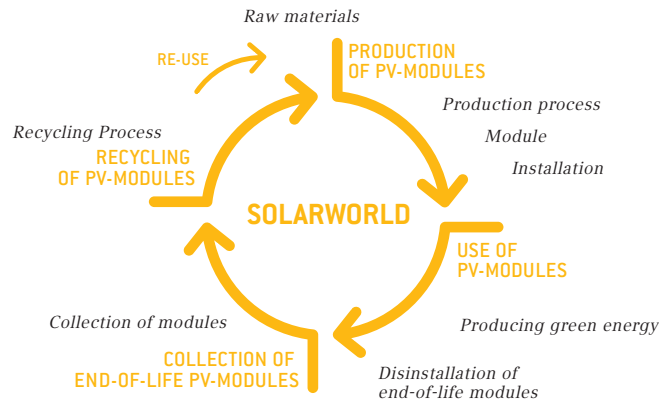 Raw materials
RE-USE
PRODUCTION
OF PV-MODULES
Production process
Module
Installation
Recycling Process
RECYCLING
OF PV-MODULES
SOLARWORLD
USE OF
PV-MODULES
Producing green energy
Disinstallation of
end-of-life modules
Collection of modules
COLLECTION OF
END-OF-LIFE PV-MODULES